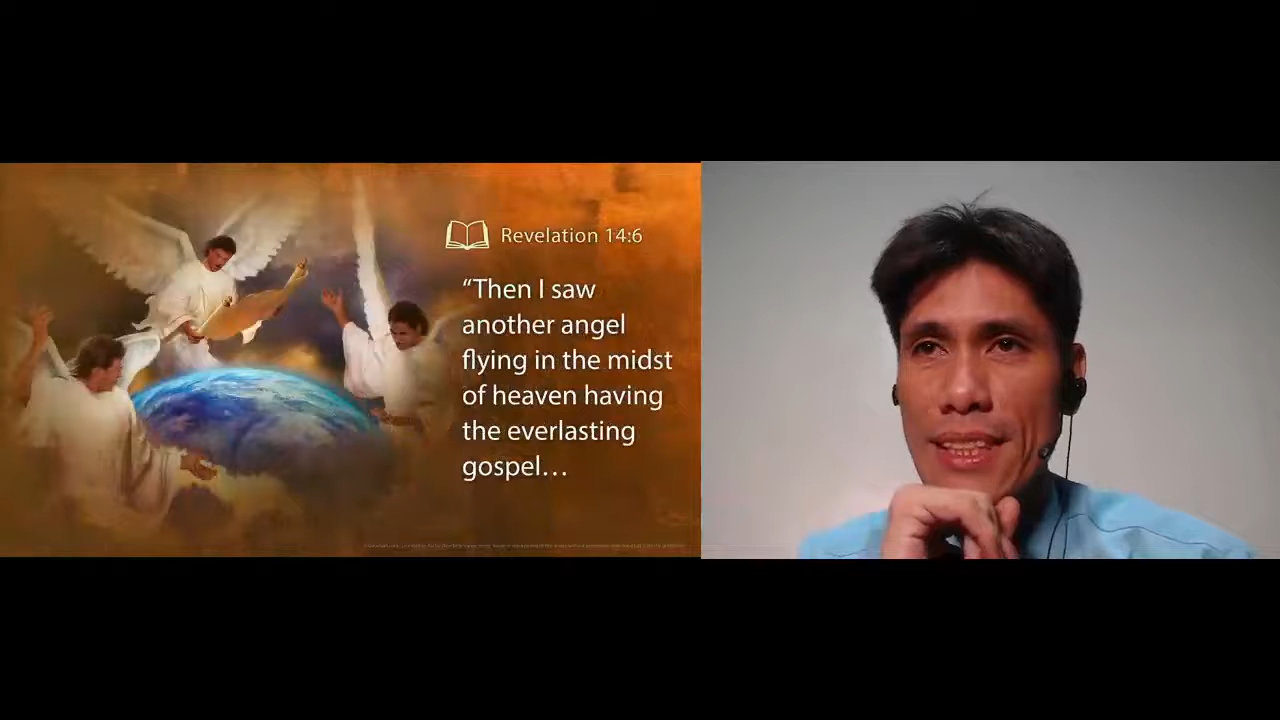 Revelation 14:6
“Then I saw
another angel
flying in the midst
of heaven having
the everlasting
gospel…